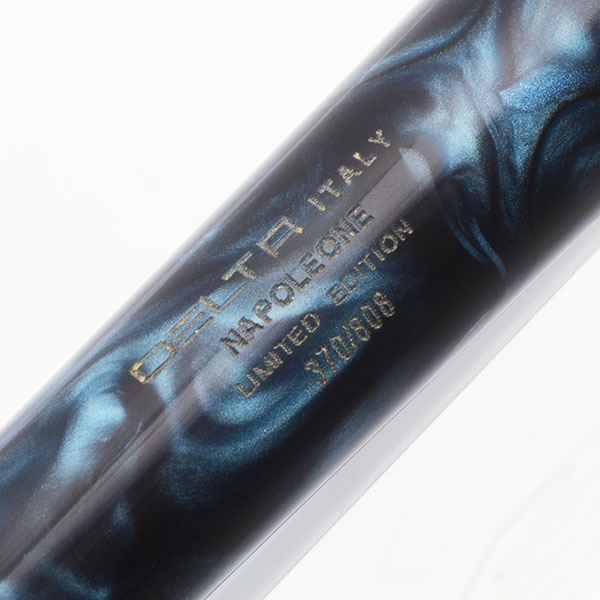 DELTA ITALY
NAPOLEONE
LIMITED EDITION
370/808